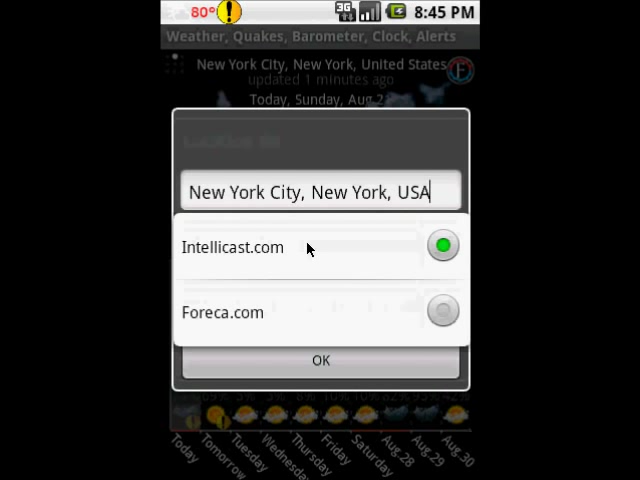 80°
3G
8:45 PM
Weather, Quakes, Barometer, Clock, Alerts
New York City, New York, United States
updated 1 minutes ago
Today, Sunday, Aug 2
F
New York City, New York, USA
Intellicast.com
Foreca.com
OK
Today
Tomorrow
Tuesday
Wednesday
Thursday
Friday
Saturday
Aug.28
Aug.29
Aug.30